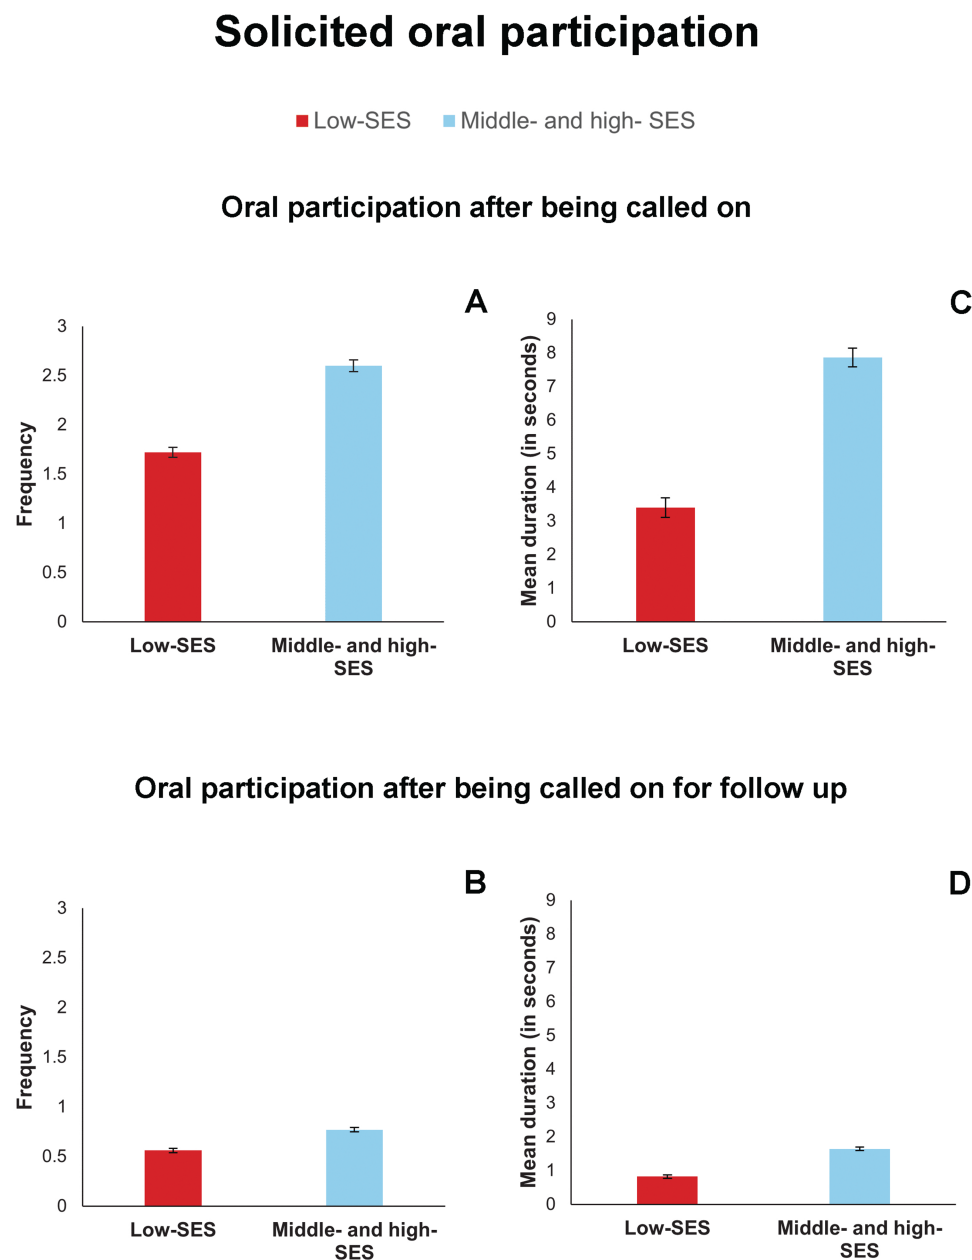 Solicited oral participation
Low-SES Middle- and high- SES
Oral participation after being called on
A
Frequency
3
2.5
2
1.5
1
0.5
0
Low-SES
Middle- and high-
SES
C
Mean duration (in seconds)
9
8
7
6
5
4
3
2
1
0
Low-SES
Middle- and high-
SES
Oral participation after being called on for follow up
B
Frequency
3
2.5
2
1.5
1
0.5
0
Low-SES
Middle- and high-
SES
D
Mean duration (in seconds)
9
8
7
6
5
4
3
2
1
0
Low-SES
Middle- and high-
SES